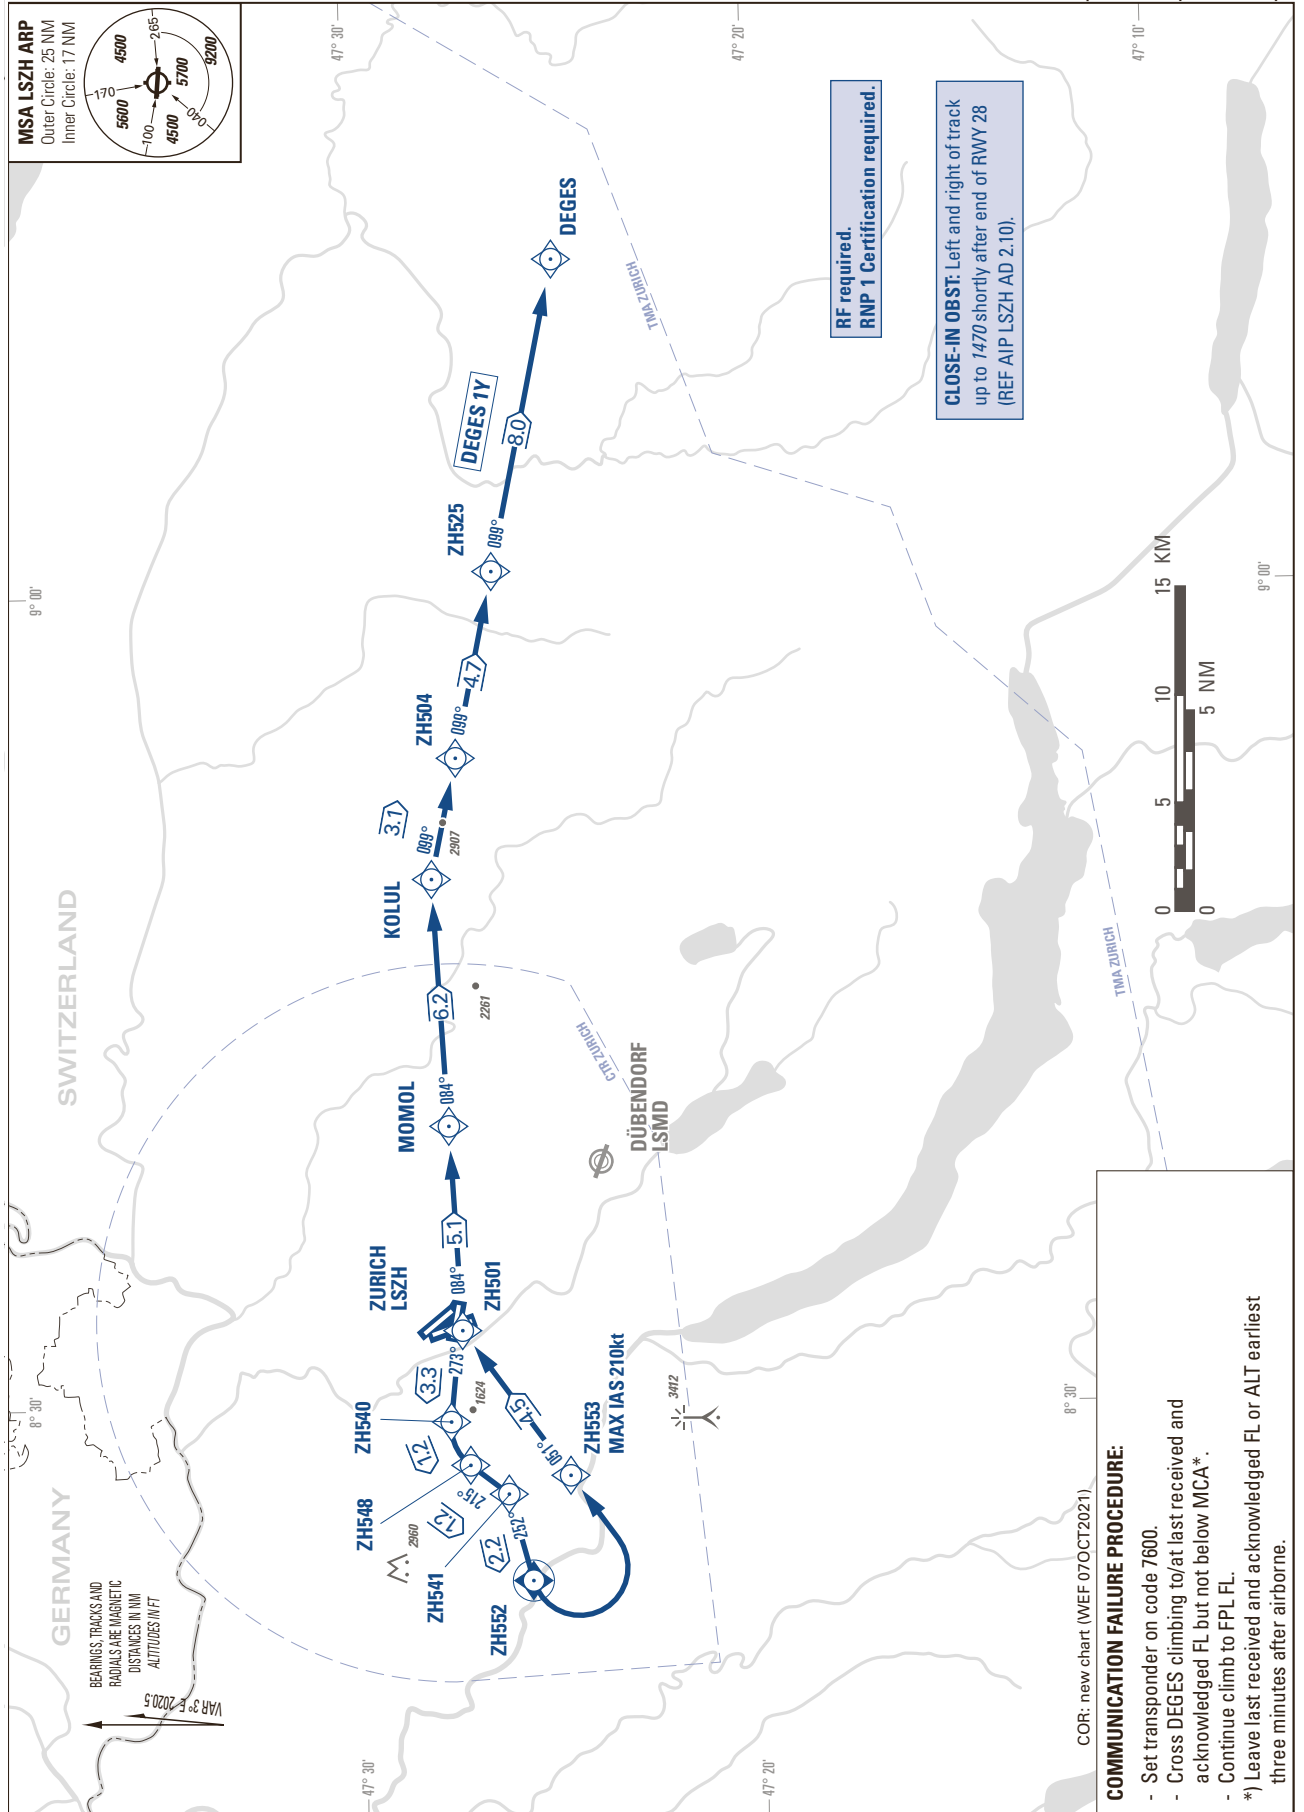 MSA LSZH ARP
Outer Circle: 25 NM
Inner Circle: 17 NM
170
4500
265
5600
5700
9200
100
4500
040
47° 30'
47° 20'
47° 10'
9° 00'
SWITZERLAND
GERMANY
BEARINGS, TRACKS AND
RADIALS ARE MAGNETIC
DISTANCES IN NM
ALTITUDES IN FT
VAR 3° E 2020.5
8° 30'
ZURICH
LSZH
ZH501
273°
3.3
1624
ZH540
1.2
ZH548
215°
1.2
2960
ZH541
252°
2.2
ZH552
ZH553
MAX IAS 210kt
051°
4.5
084°
5.1
MOMOL
084°
6.2
2261
KOLUL
099°
3.1
2907
ZH504
099°
4.7
ZH525
099°
8.0
DEGES 1Y
DEGES
TMA ZURICH
CTR ZURICH
DÜBENDORF
LSMD
3412
TMA ZURICH
RF required.
RNP 1 Certification required.
CLOSE-IN OBST: Left and right of track
up to 1470 shortly after end of RWY 28
(REF AIP LSZH AD 2.10).
0 5 10 15 KM
0 5 NM
9° 00'
8° 30'
47° 30'
47° 20'
COR: new chart (WEF 07OCT2021)
COMMUNICATION FAILURE PROCEDURE:
- Set transponder on code 7600.
- Cross DEGES climbing to/at last received and
acknowledged FL but not below MCA*.
- Continue climb to FPL FL.
*) Leave last received and acknowledged FL or ALT earliest
three minutes after airborne.